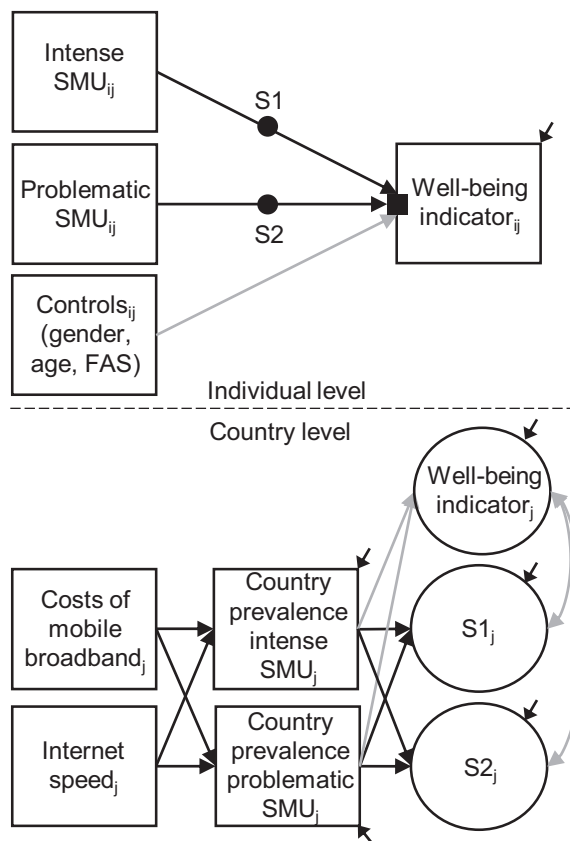 Intense
SMUij
S1
Problematic
SMUij
S2
Well-being
indicatorij
Controlsij
(gender,
age, FAS)
Individual level
Country level
Well-being
indicatorj
Costs of
mobile
broadbandj
Country
prevalence
intense
SMUj
S1j
Internet
speedj
Country
prevalence
problematic
SMUj
S2j